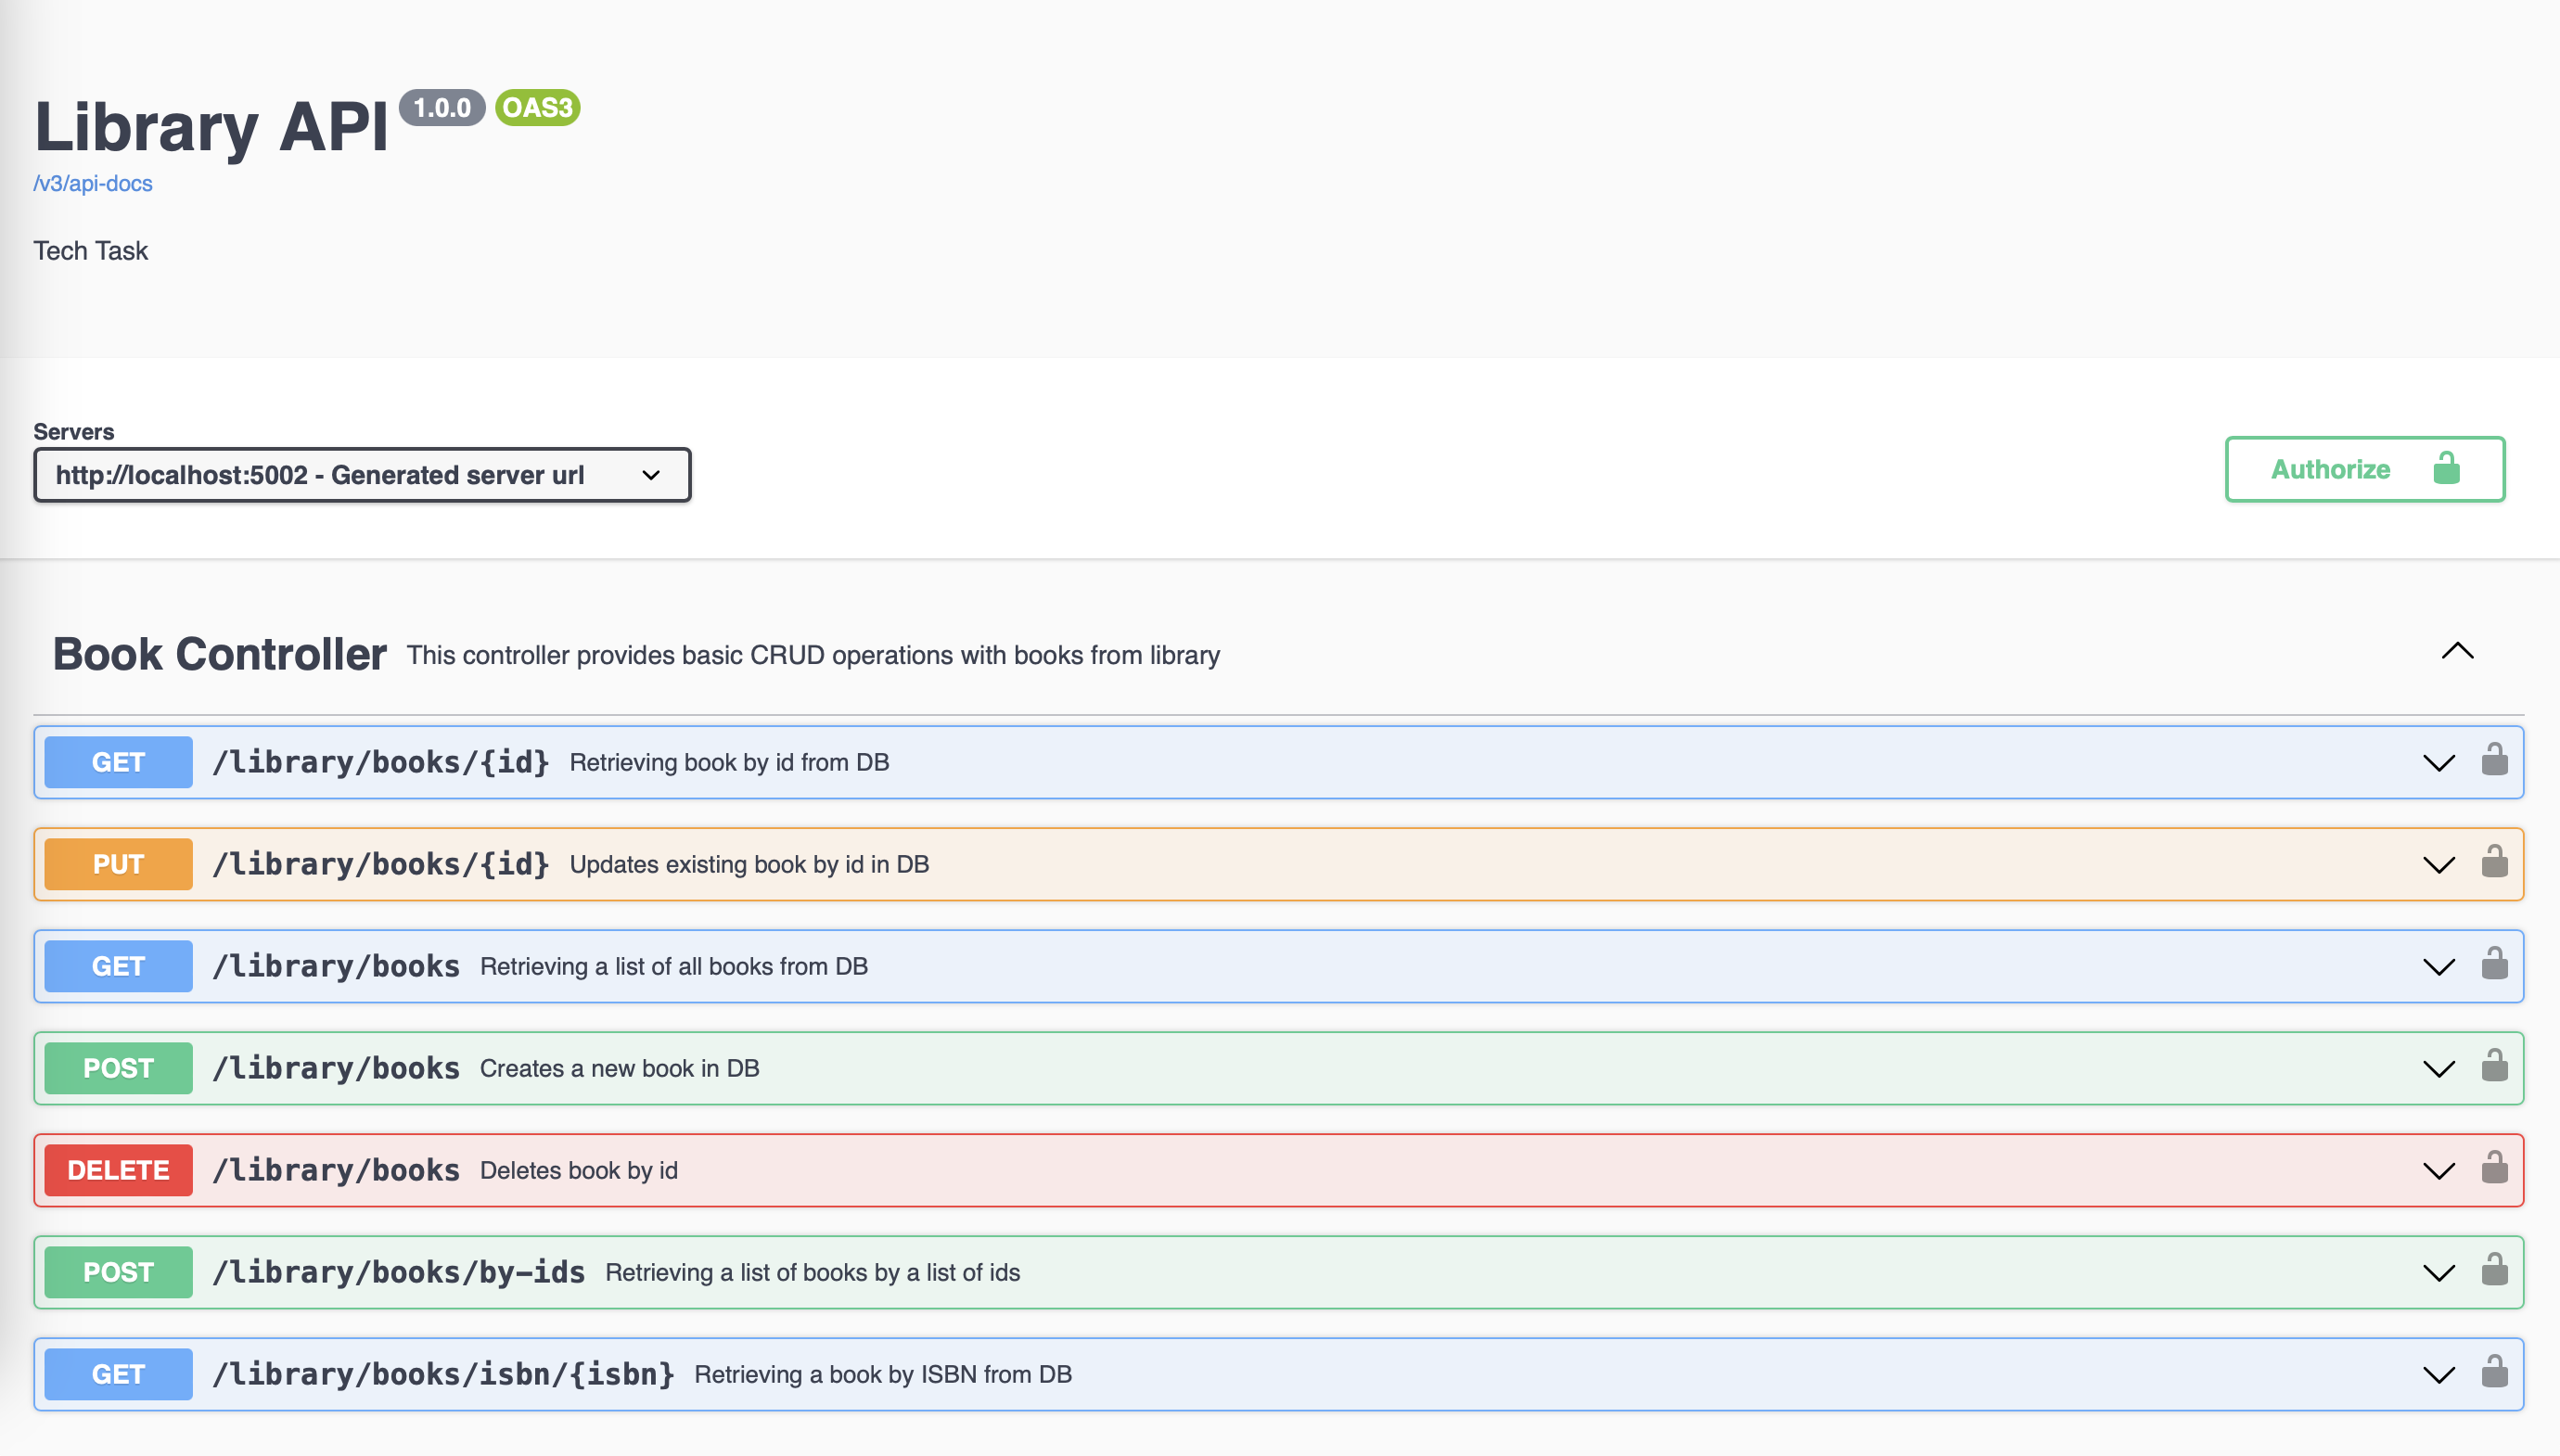 Library API 1.0.0 OAS3
/v3/api-docs
Tech Task
Servers
http://localhost:5002 - Generated server url
Authorize
Book Controller This controller provides basic CRUD operations with books from library
GET /library/books/{id} Retrieving book by id from DB
PUT /library/books/{id} Updates existing book by id in DB
GET /library/books Retrieving a list of all books from DB
POST /library/books Creates a new book in DB
DELETE /library/books Deletes book by id
POST /library/books/by-ids Retrieving a list of books by a list of ids
GET /library/books/isbn/{isbn} Retrieving a book by ISBN from DB